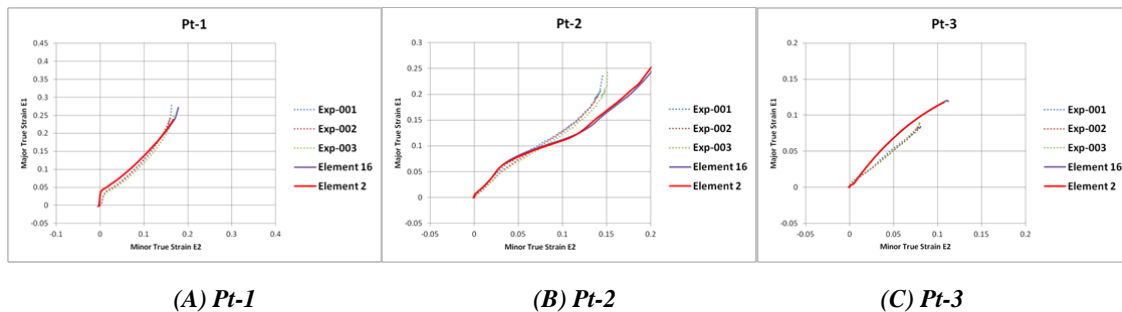 Pt-1
Major True Strain E1
0.45
0.4
0.35
0.3
0.25
0.2
0.15
0.1
0.05
0
-0.05
-0.1
0
0.1
0.2
0.3
0.4
Minor True Strain E2
Exp-001
Exp-002
Exp-003
Element 16
Element 2
Pt-2
Major True Strain E1
0.3
0.25
0.2
0.15
0.1
0.05
0
-0.05
-0.05
0
0.05
0.1
0.15
0.2
Minor True Strain E2
Exp-001
Exp-002
Exp-003
Element 16
Element 2
Pt-3
Major True Strain E1
0.2
0.15
0.1
0.05
0
-0.05
-0.05
0
0.05
0.1
0.15
0.2
Minor True Strain E2
Exp-001
Exp-002
Exp-003
Element 16
Element 2
(A) Pt-1
(B) Pt-2
(C) Pt-3